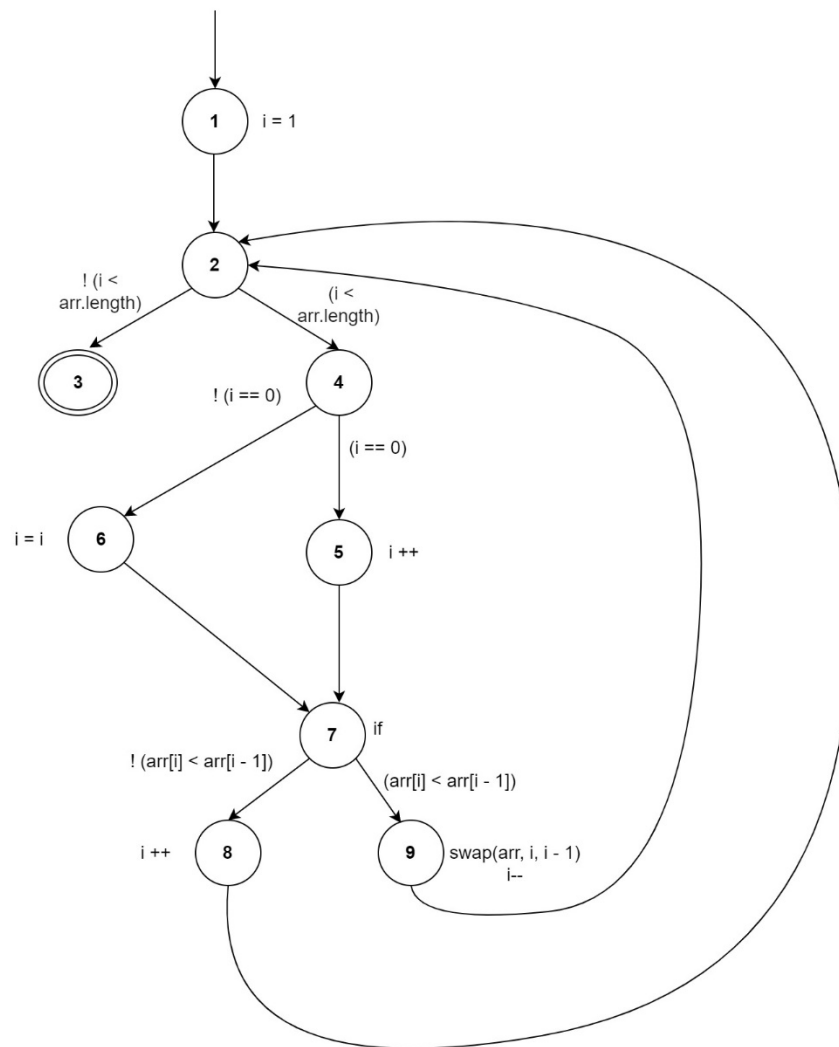 1
i = 1
2
! (i <
arr.length)
(i <
arr.length)
3
4
! (i == 0)
(i == 0)
i = i
6
5
i ++
7
if
! (arr[i] < arr[i - 1])
(arr[i] < arr[i - 1])
i ++
8
9
swap(arr, i, i - 1)
i--